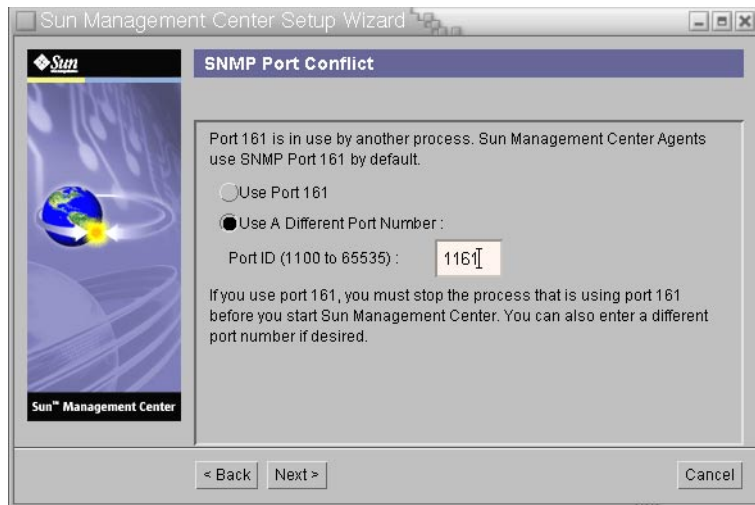 Sun Management Center Setup Wizard
Sun
SNMP Port Conflict
Port 161 is in use by another process. Sun Management Center Agents
use SNMP Port 161 by default.
Use Port 161
Use A Different Port Number :
Port ID (1100 to 65535) :
1161
If you use port 161, you must stop the process that is using port 161
before you start Sun Management Center. You can also enter a different
port number if desired.
Sun™ Management Center
< Back
Next >
Cancel